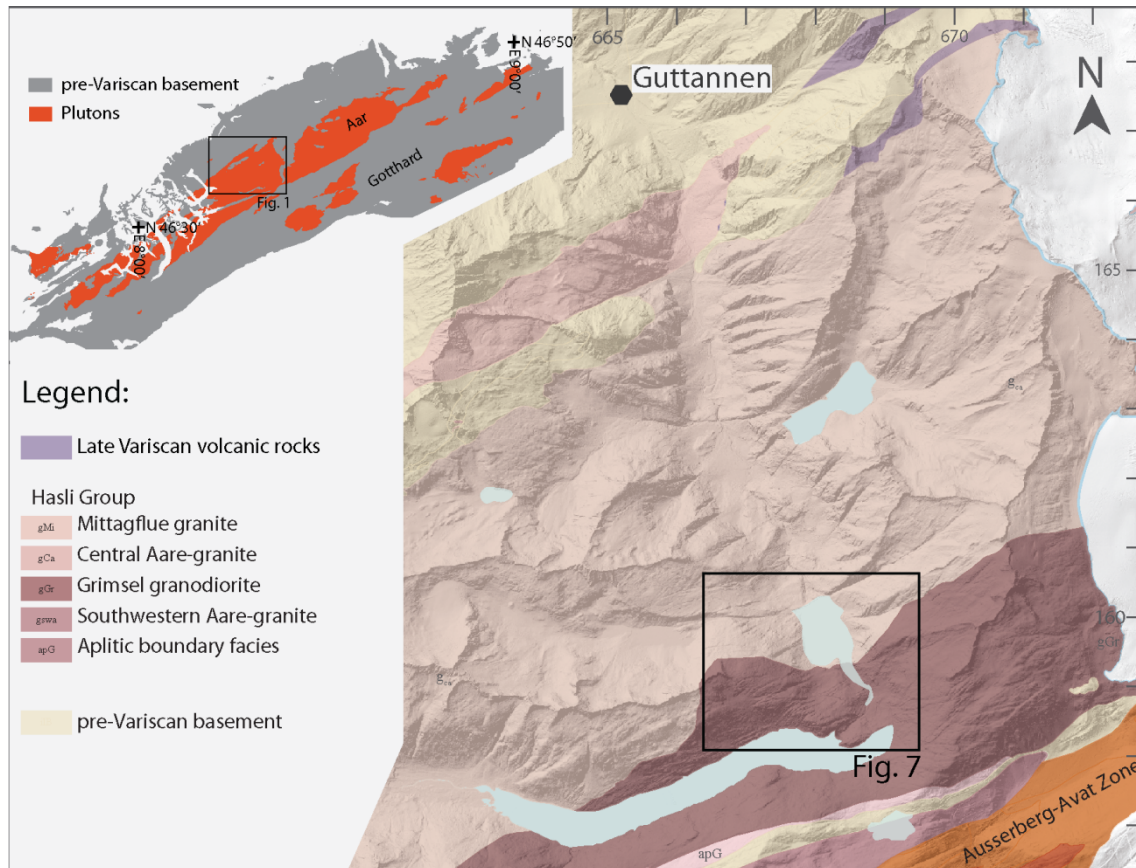 pre-Variscan basement
Plutons
N 46°50'
E 9°00'
Aar
Gotthard
Fig. 1
N 46°30'
E 8°00'
665
670
Guttannen
N
165
Legend:
Late Variscan volcanic rocks
Hasli Group
gMi Mittagflue granite
gCa Central Aare-granite
gGr Grimsel granodiorite
gswa Southwestern Aare-granite
apG Aplitic boundary facies
pre-Variscan basement
160
gGr
Fig. 7
Ausserberg-Avat Zone
apG